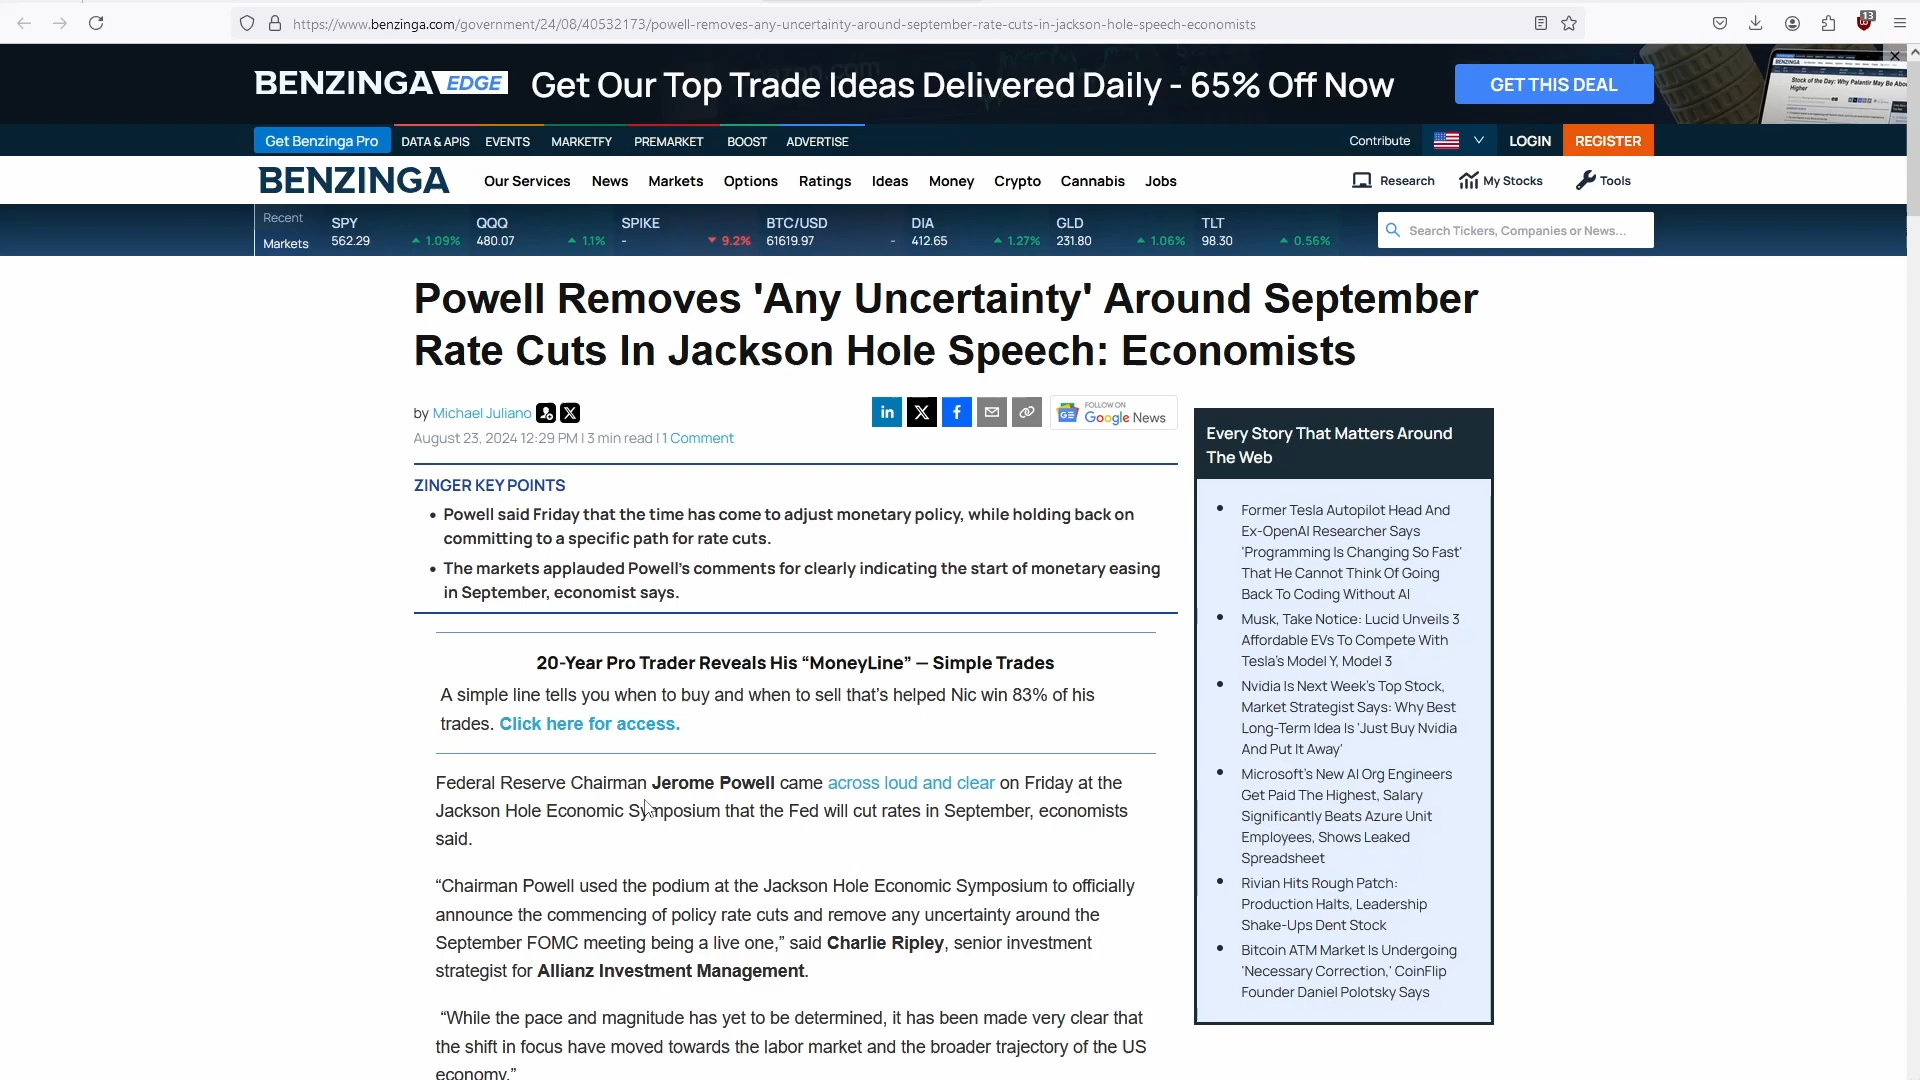 https://www.benzinga.com/government/24/08/40532173/powell-removes-any-uncertainty-around-september-rate-cuts-in-jackson-hole-speech-economists
13
BENZINGA EDGE Get Our Top Trade Ideas Delivered Daily - 65% Off Now
GET THIS DEAL
BENZINGA
Stock of the Day: Why Palantir May Be
Higher
Get Benzinga Pro DATA & APIS EVENTS MARKETFY PREMARKET BOOST ADVERTISE
Contribute LOGIN REGISTER
BENZINGA Our Services News Markets Options Ratings Ideas Money Crypto Cannabis Jobs
Research My Stocks Tools
Recent SPY QQQ SPIKE BTC/USD DIA GLD TLT
Markets 562.29 1.09% 480.07 1.1% - 9.2% 61619.97 - 412.65 1.27% 231.80 1.06% 98.30 0.56%
Search Tickers, Companies or News...
Powell Removes 'Any Uncertainty' Around September
Rate Cuts In Jackson Hole Speech: Economists
by Michael Juliano
August 23, 2024 12:29 PM | 3 min read | 1 Comment
FOLLOW ON
Google News
ZINGER KEY POINTS
• Powell said Friday that the time has come to adjust monetary policy, while holding back on
committing to a specific path for rate cuts.
• The markets applauded Powell's comments for clearly indicating the start of monetary easing
in September, economist says.
20-Year Pro Trader Reveals His “MoneyLine” — Simple Trades
A simple line tells you when to buy and when to sell that’s helped Nic win 83% of his
trades. Click here for access.
Federal Reserve Chairman Jerome Powell came across loud and clear on Friday at the
Jackson Hole Economic Symposium that the Fed will cut rates in September, economists
said.
“Chairman Powell used the podium at the Jackson Hole Economic Symposium to officially
announce the commencing of policy rate cuts and remove any uncertainty around the
September FOMC meeting being a live one,” said Charlie Ripley, senior investment
strategist for Allianz Investment Management.
“While the pace and magnitude has yet to be determined, it has been made very clear that
the shift in focus have moved towards the labor market and the broader trajectory of the US
economy.”
Every Story That Matters Around
The Web
• Former Tesla Autopilot Head And
Ex-OpenAI Researcher Says
'Programming Is Changing So Fast'
That He Cannot Think Of Going
Back To Coding Without AI
• Musk, Take Notice: Lucid Unveils 3
Affordable EVs To Compete With
Tesla's Model Y, Model 3
• Nvidia Is Next Week's Top Stock,
Market Strategist Says: Why Best
Long-Term Idea Is 'Just Buy Nvidia
And Put It Away'
• Microsoft's New AI Org Engineers
Get Paid The Highest, Salary
Significantly Beats Azure Unit
Employees, Shows Leaked
Spreadsheet
• Rivian Hits Rough Patch:
Production Halts, Leadership
Shake-Ups Dent Stock
• Bitcoin ATM Market Is Undergoing
'Necessary Correction,' CoinFlip
Founder Daniel Polotsky Says